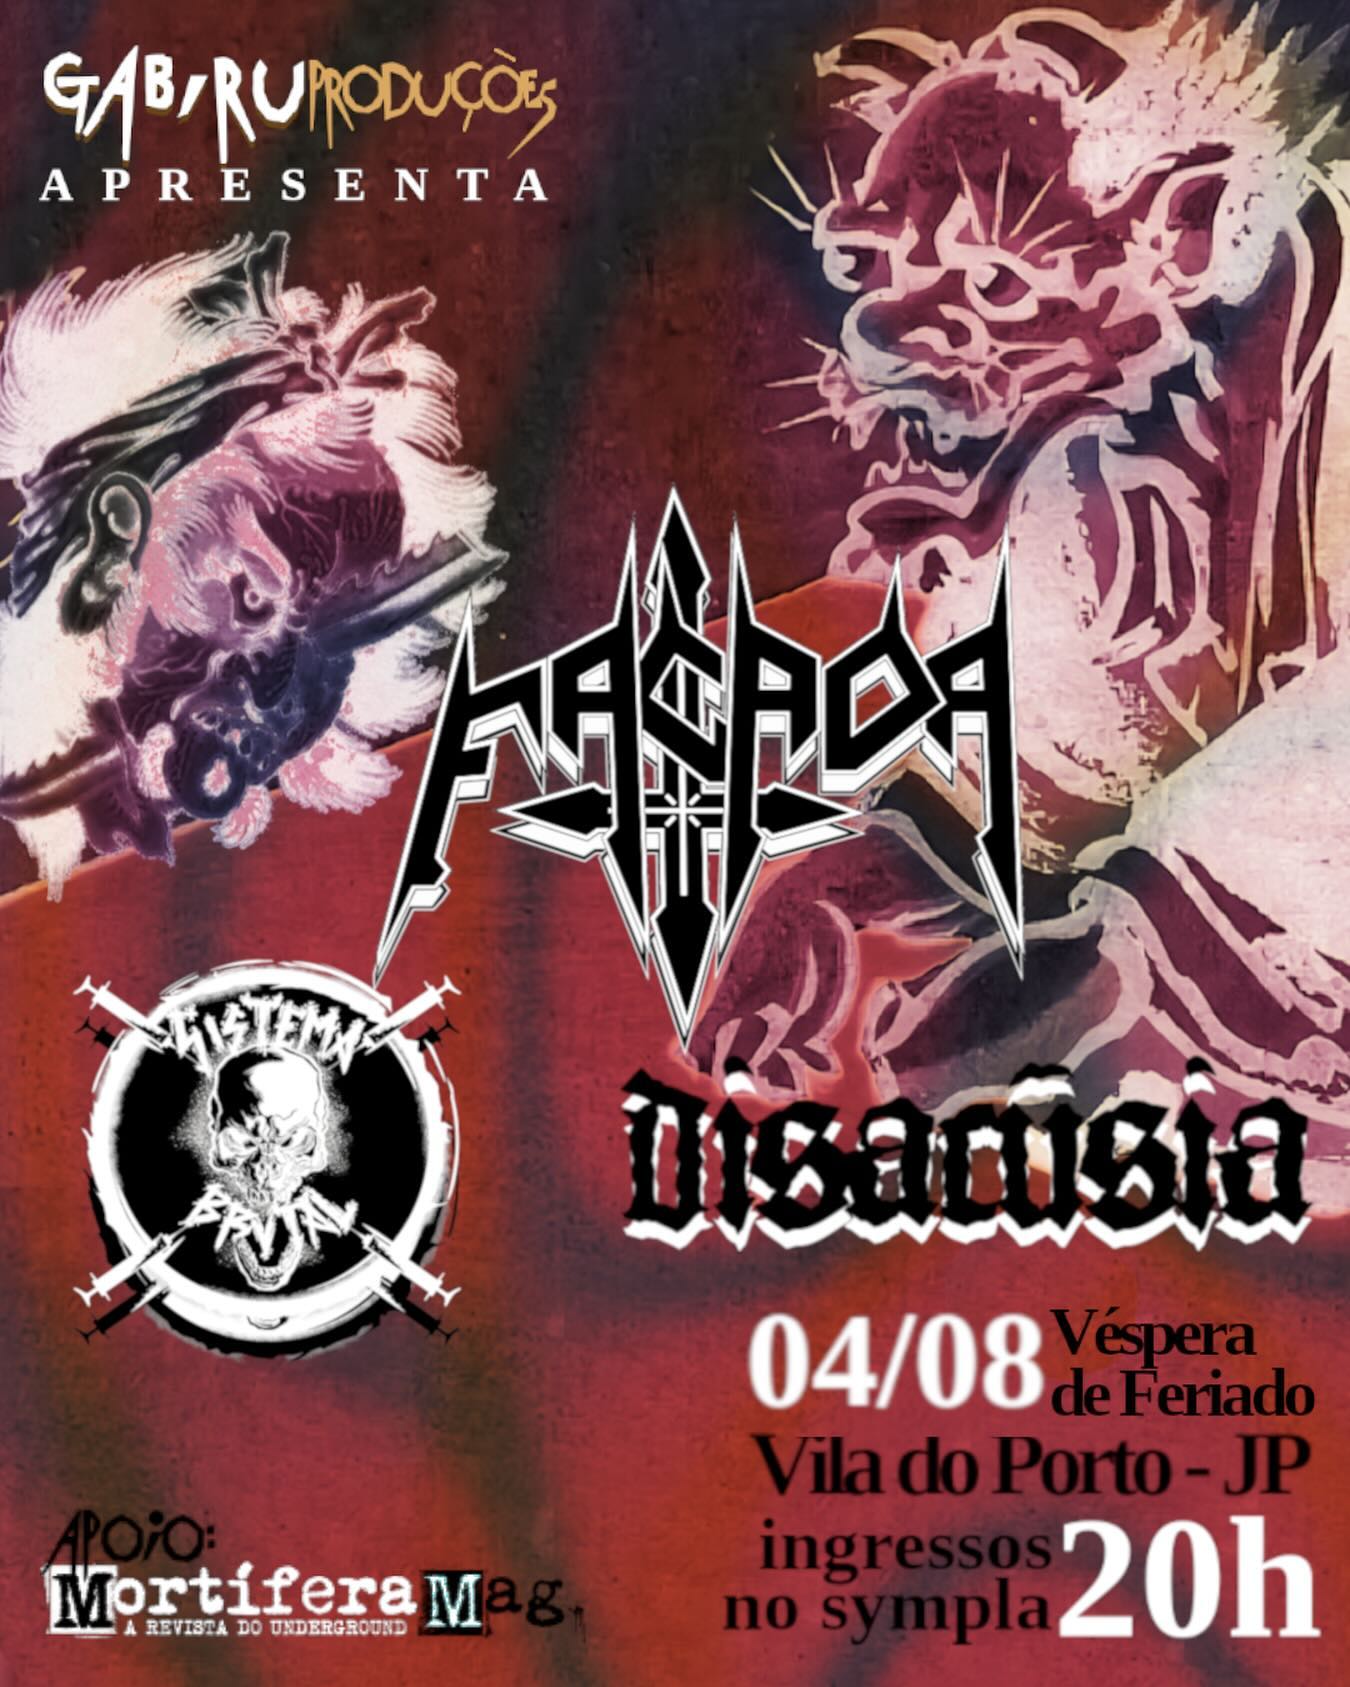 GABIRU PRODUÇÕES
APRESENTA
FACADA
SISTEMA
BRUTAL
Disacusia
04/08 Véspera
de Feriado
Vila do Porto - JP
ingressos
no sympla 20h
APOIO:
Mortífera Mag.
A REVISTA DO UNDERGROUND